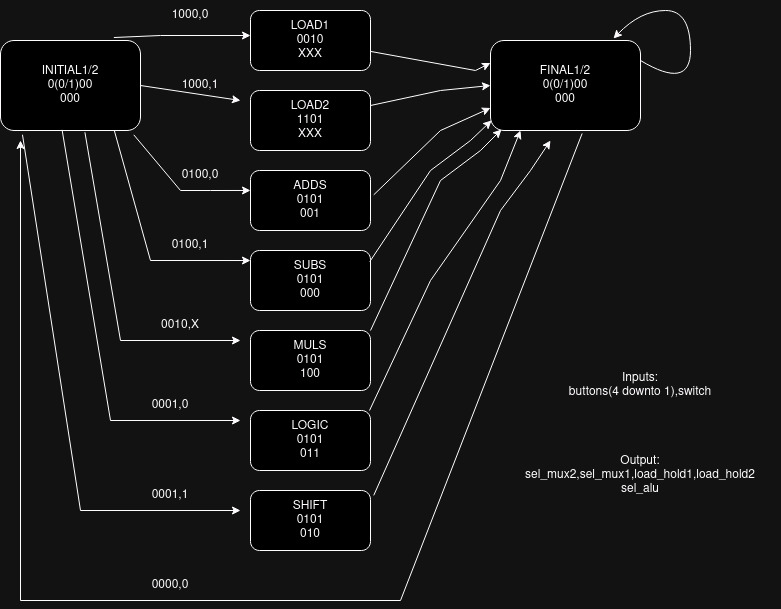 1000,0
LOAD1
0010
XXX
INITIAL1/2
0(0/1)00
000
FINAL1/2
0(0/1)00
000
1000,1
LOAD2
1101
XXX
0100,0
ADDS
0101
001
0100,1
SUBS
0101
000
0010,X
MULS
0101
100
0001,0
LOGIC
0101
011
0001,1
SHIFT
0101
010
0000,0
Inputs:
buttons(4 downto 1),switch
Output:
sel_mux2,sel_mux1,load_hold1,load_hold2
sel_alu